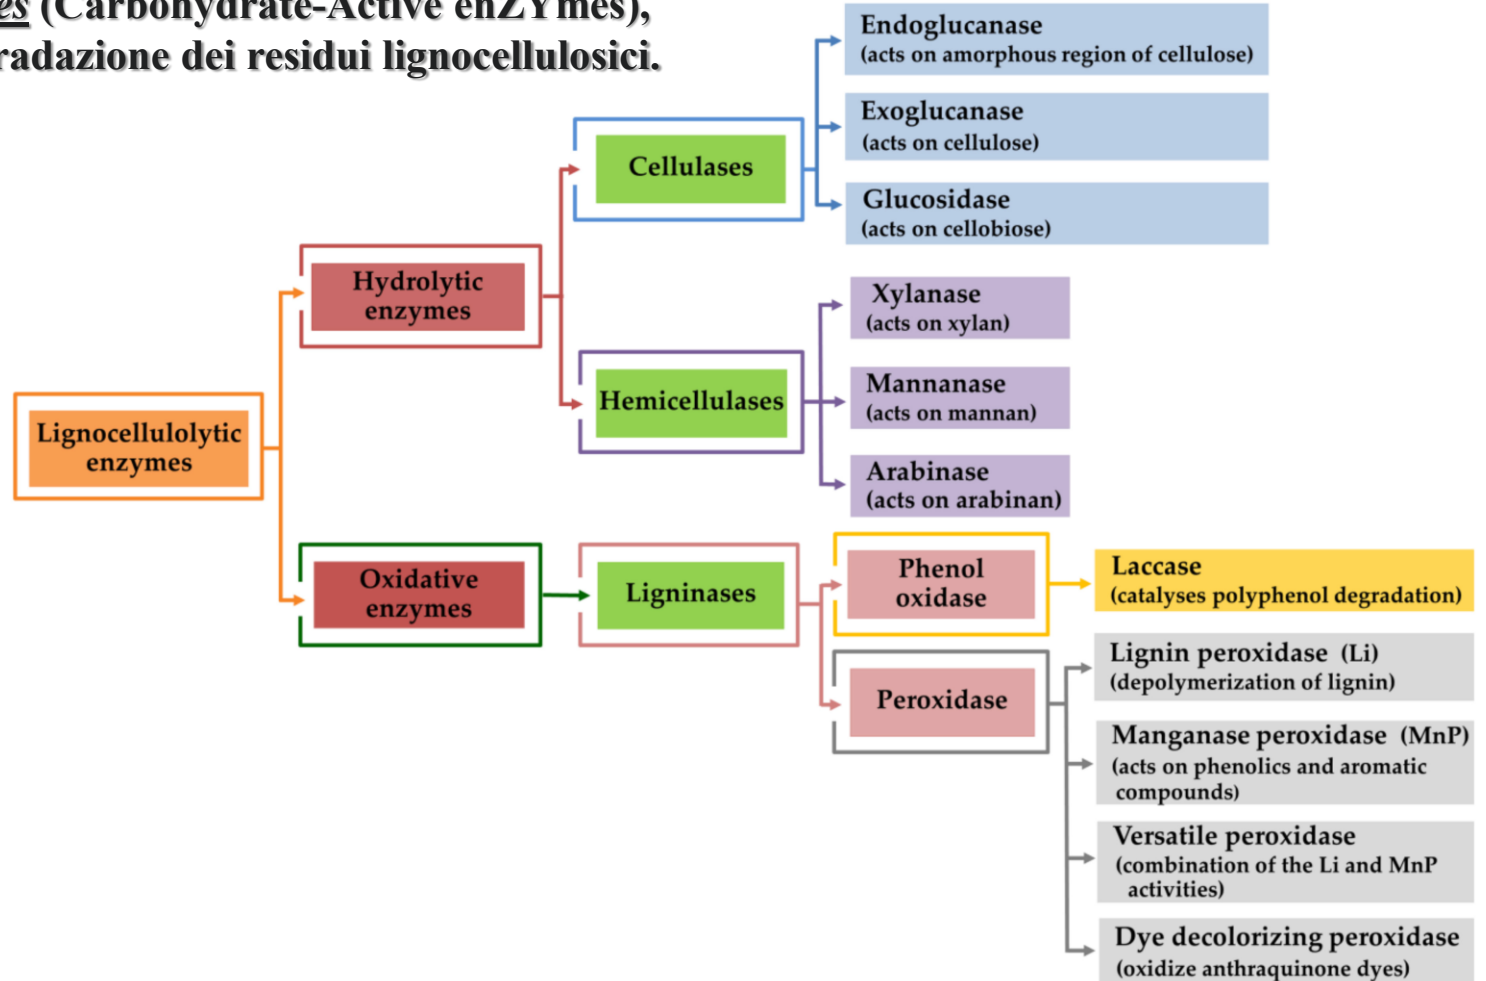 es (Carbohydrate-Active enZYmes),
radazione dei residui lignocellulosici.
Lignocellulolytic
enzymes
Hydrolytic
enzymes
Cellulases
Endoglucanase
(acts on amorphous region of cellulose)
Exoglucanase
(acts on cellulose)
Glucosidase
(acts on cellobiose)
Hemicellulases
Xylanase
(acts on xylan)
Mannanase
(acts on mannan)
Arabinase
(acts on arabinan)
Oxidative
enzymes
Ligninases
Phenol
oxidase
Laccase
(catalyses polyphenol degradation)
Peroxidase
Lignin peroxidase (Li)
(depolymerization of lignin)
Manganase peroxidase (MnP)
(acts on phenolics and aromatic
compounds)
Versatile peroxidase
(combination of the Li and MnP
activities)
Dye decolorizing peroxidase
(oxidize anthraquinone dyes)